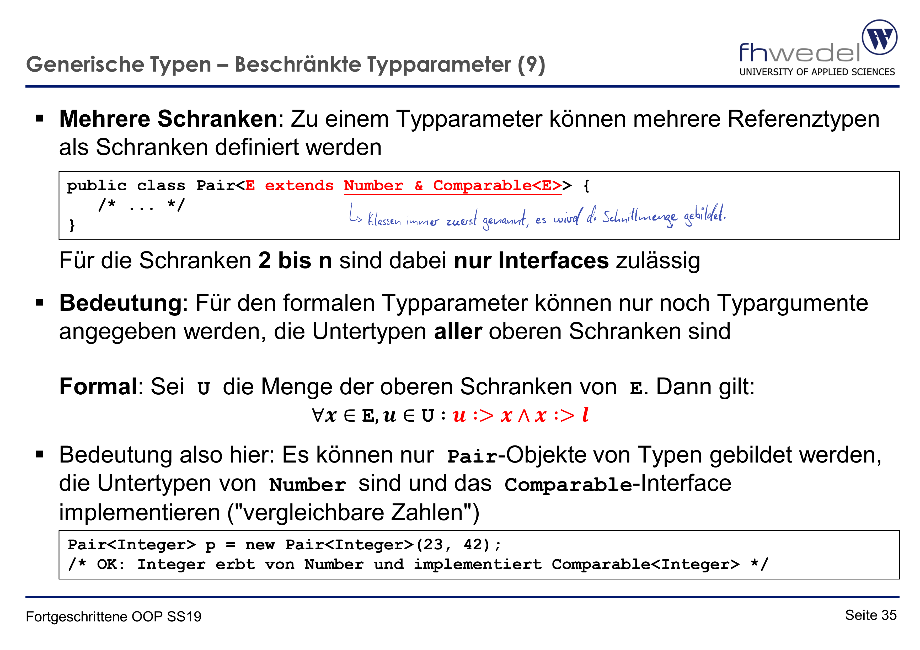 Generische Typen – Beschränkte Typparameter (9)
fhwedel
UNIVERSITY OF APPLIED SCIENCES
▪ Mehrere Schranken: Zu einem Typparameter können mehrere Referenztypen
als Schranken definiert werden
public class Pair<E extends Number & Comparable<E>> {
/* ... */
↳ Klassen immer zuerst genannt, es wird d. Schnittmenge gebildet.
}
Für die Schranken 2 bis n sind dabei nur Interfaces zulässig
▪ Bedeutung: Für den formalen Typparameter können nur noch Typargumente
angegeben werden, die Untertypen aller oberen Schranken sind
Formal: Sei U die Menge der oberen Schranken von E. Dann gilt:
∀x ∈ E, u ∈ U : u :> x ∧ x :> l
▪ Bedeutung also hier: Es können nur Pair-Objekte von Typen gebildet werden,
die Untertypen von Number sind und das Comparable-Interface
implementieren ("vergleichbare Zahlen")
Pair<Integer> p = new Pair<Integer>(23, 42);
/* OK: Integer erbt von Number und implementiert Comparable<Integer> */
Fortgeschrittene OOP SS19
Seite 35